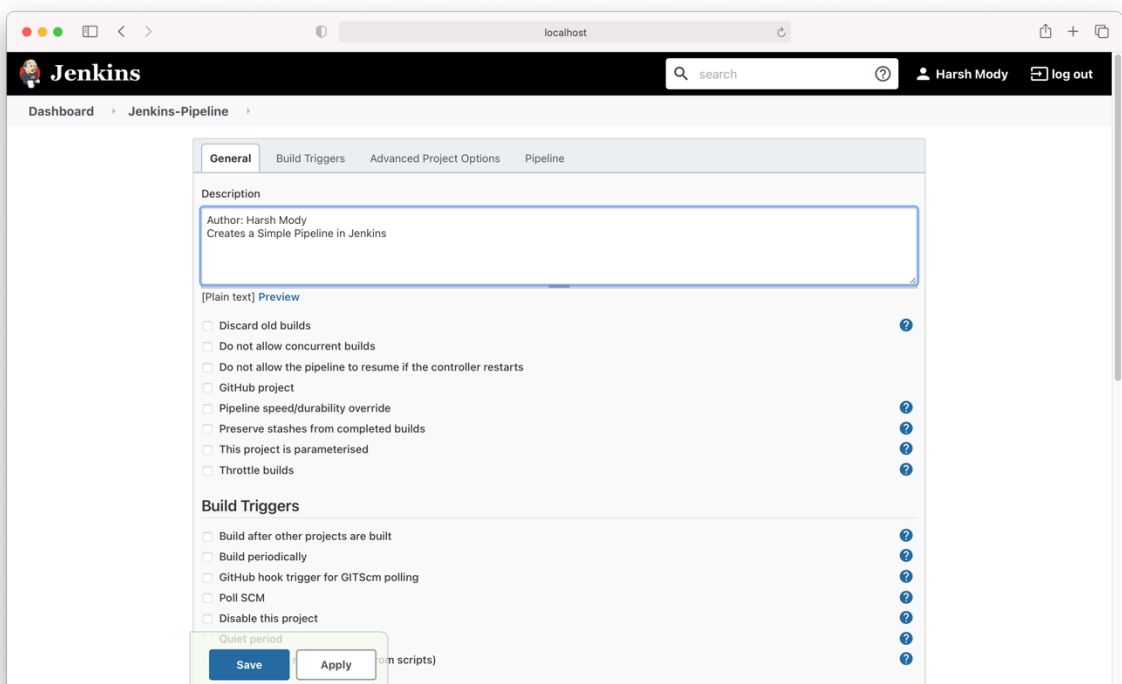 localhost
Jenkins
search
Harsh Mody
log out
Dashboard
Jenkins-Pipeline
General
Build Triggers
Advanced Project Options
Pipeline
Description
Author: Harsh Mody
Creates a Simple Pipeline in Jenkins
[Plain text] Preview
Discard old builds
Do not allow concurrent builds
Do not allow the pipeline to resume if the controller restarts
GitHub project
Pipeline speed/durability override
Preserve stashes from completed builds
This project is parameterised
Throttle builds
Build Triggers
Build after other projects are built
Build periodically
GitHub hook trigger for GITScm polling
Poll SCM
Disable this project
Quiet period
scripts)
Save
Apply